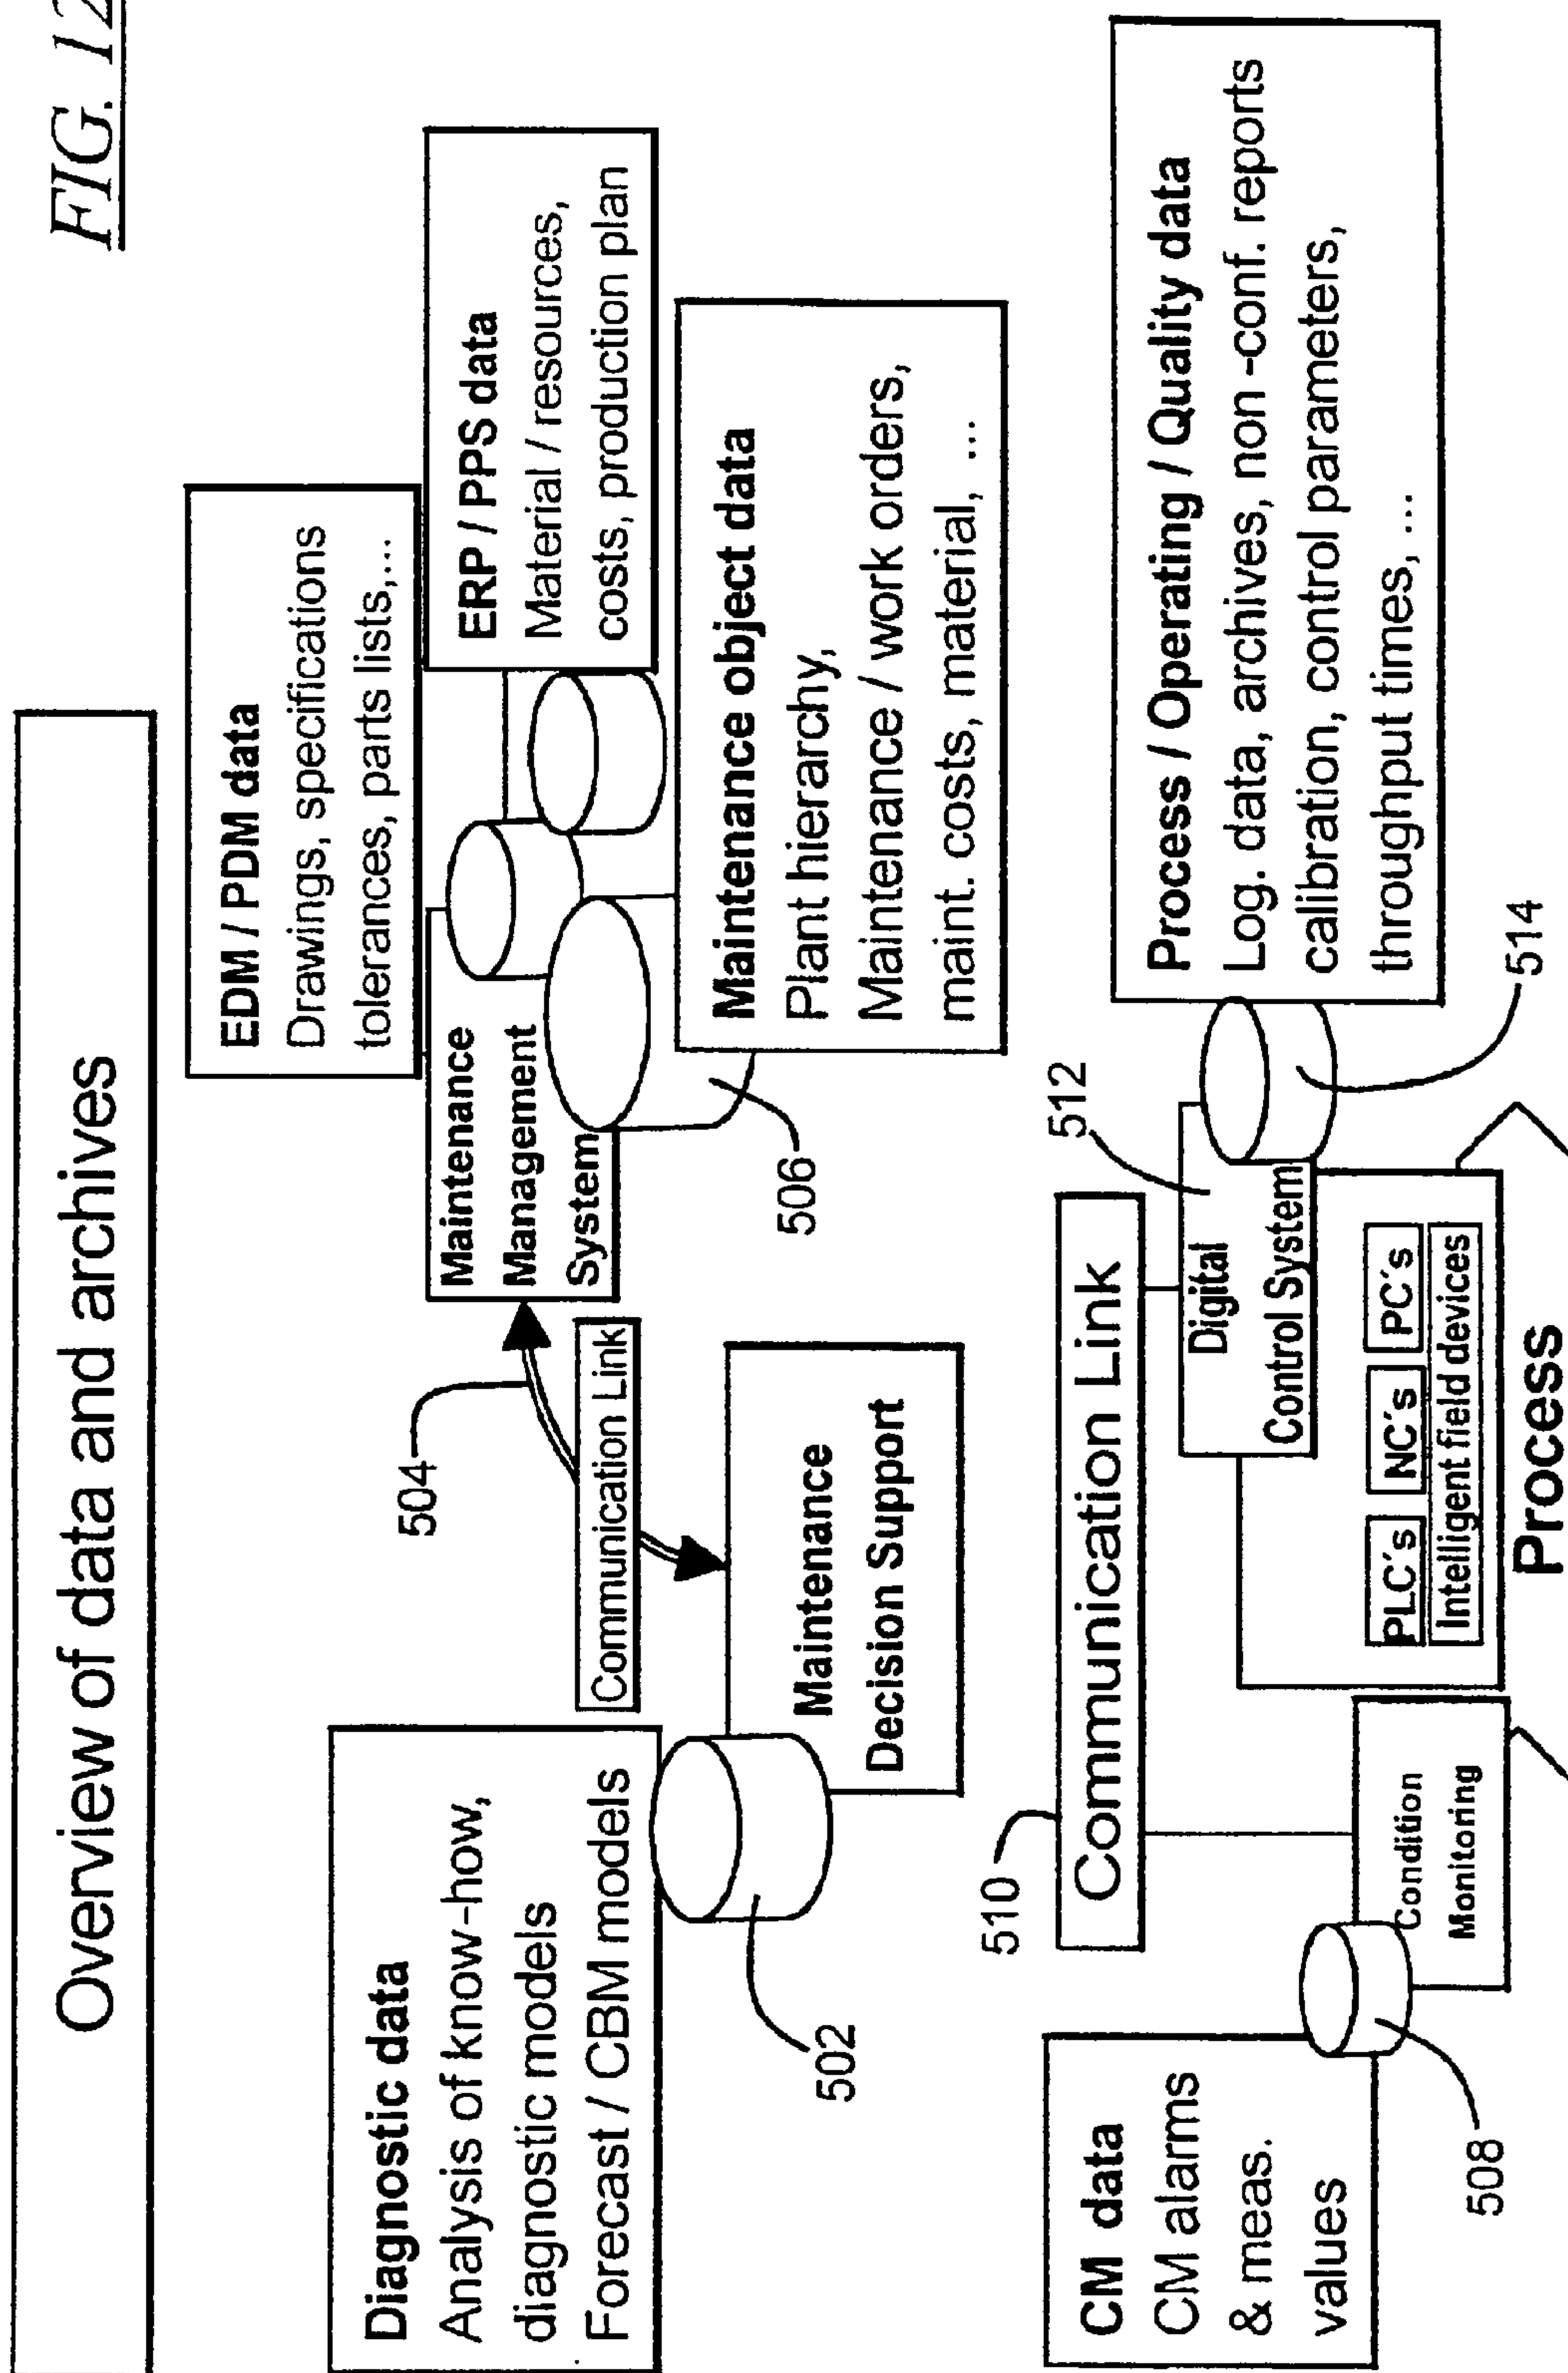 FIG. 12
Overview of data and archives
EDM / PDM data
Drawings, specifications
tolerances, parts lists,...
ERP / PPS data
Material / resources,
costs, production plan
Maintenance
Management
System
504
Communication Link
506
Maintenance object data
Plant hierarchy,
Maintenance / work orders,
maint. costs, material, ...
Diagnostic data
Analysis of know-how,
diagnostic models
Forecast / CBM models
502
Maintenance
Decision Support
510
Communication Link
512
Digital
Control System
514
Process / Operating / Quality data
Log. data, archives, non -conf. reports
calibration, control parameters,
throughput times, ...
CM data
CM alarms
& meas.
values
508
Condition
Monitoring
PLC's
NC's
PC's
Intelligent field devices
Process